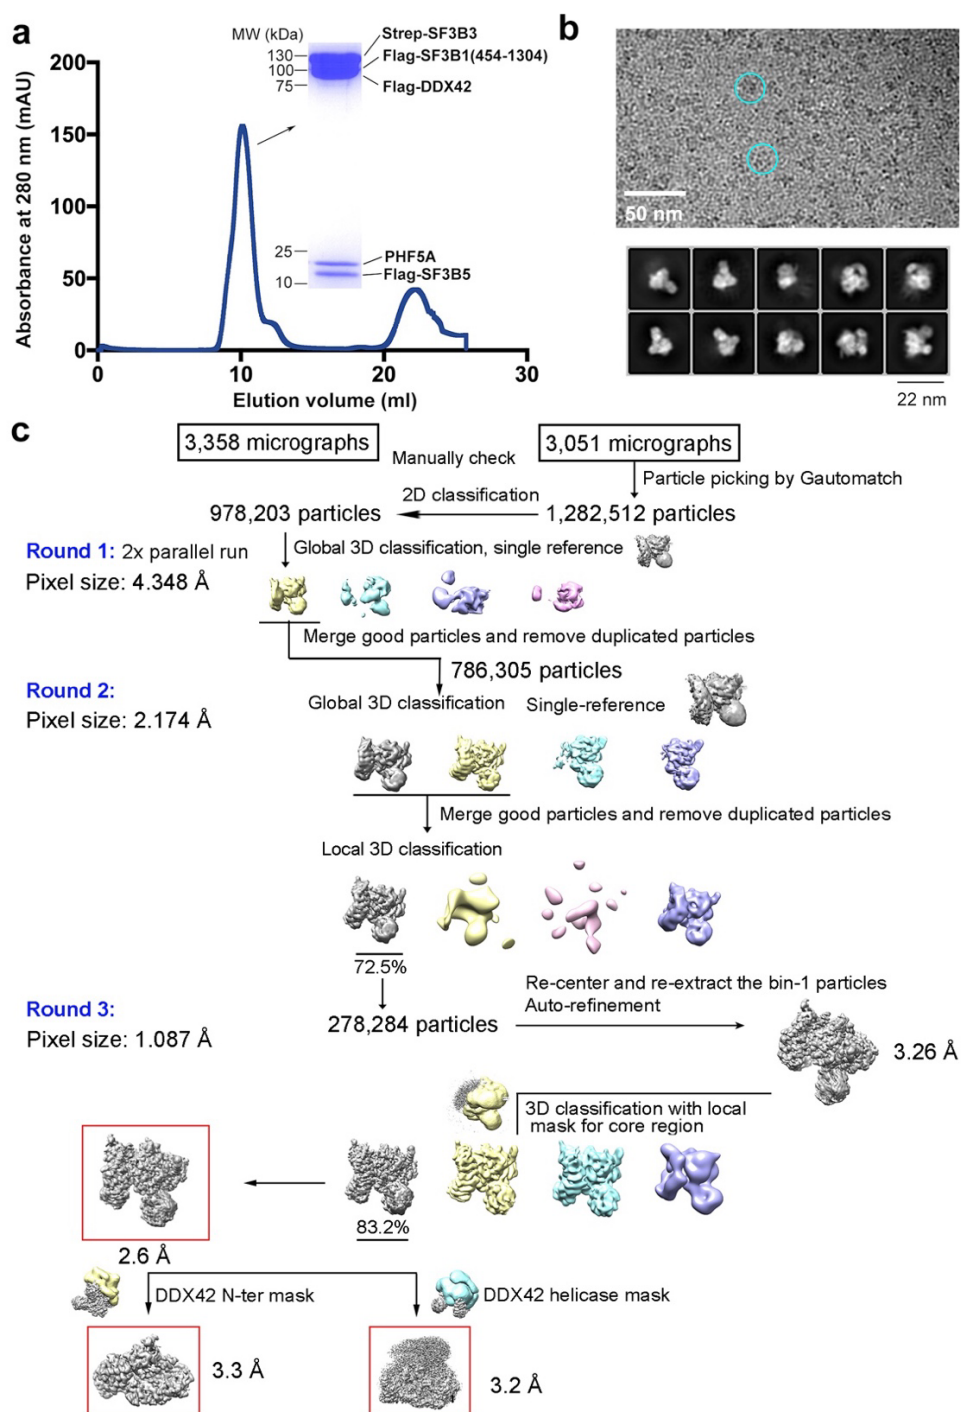 a
MW (kDa)
130
100
75
Strep-SF3B3
Flag-SF3B1(454-1304)
Flag-DDX42
25
10
PHF5A
Flag-SF3B5
Absorbance at 280 nm (mAU)
200
150
100
50
0
0
10
20
30
Elution volume (ml)
b
50 nm
22 nm
c
3,358 micrographs
Manually check
3,051 micrographs
Particle picking by Gautomatch
2D classification
978,203 particles
1,282,512 particles
Round 1: 2x parallel run
Global 3D classification, single reference
Pixel size: 4.348 Å
Merge good particles and remove duplicated particles
786,305 particles
Round 2:
Global 3D classification
Single-reference
Pixel size: 2.174 Å
Merge good particles and remove duplicated particles
Local 3D classification
72.5%
Round 3:
Pixel size: 1.087 Å
278,284 particles
Re-center and re-extract the bin-1 particles
Auto-refinement
3.26 Å
3D classification with local
mask for core region
83.2%
2.6 Å
DDX42 N-ter mask
DDX42 helicase mask
3.3 Å
3.2 Å